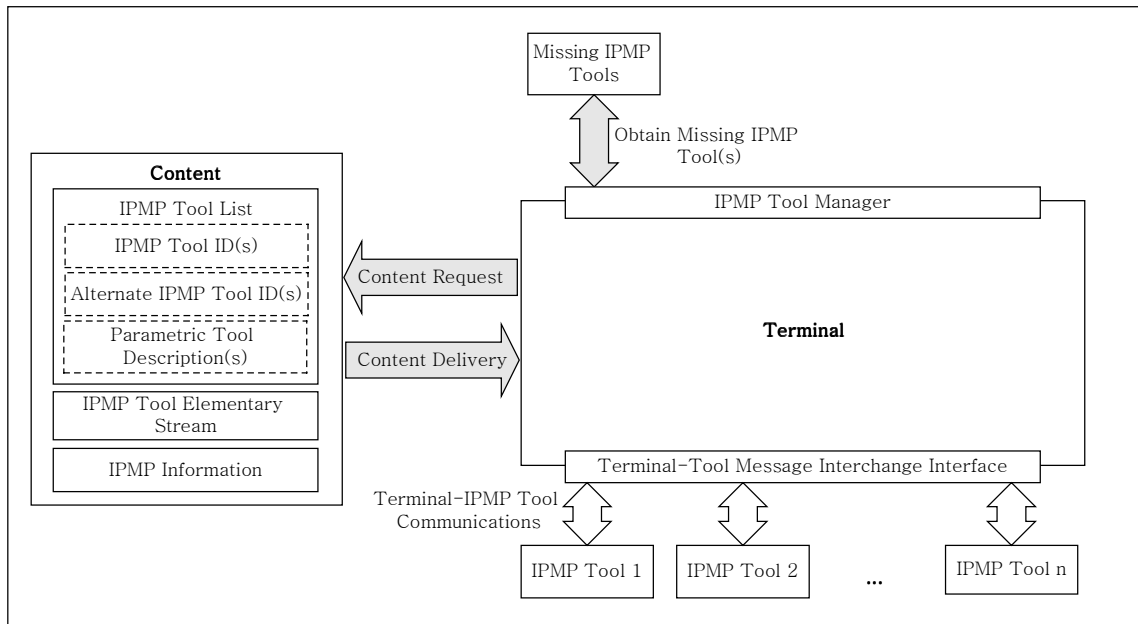 Missing IPMP
Tools
Obtain Missing IPMP
Tool(s)
Content
IPMP Tool List
IPMP Tool ID(s)
Alternate IPMP Tool ID(s)
Parametric Tool
Description(s)
IPMP Tool Elementary
Stream
IPMP Information
Content Request
Content Delivery
IPMP Tool Manager
Terminal
Terminal-Tool Message Interchange Interface
Terminal-IPMP Tool
Communications
IPMP Tool 1
IPMP Tool 2
...
IPMP Tool n